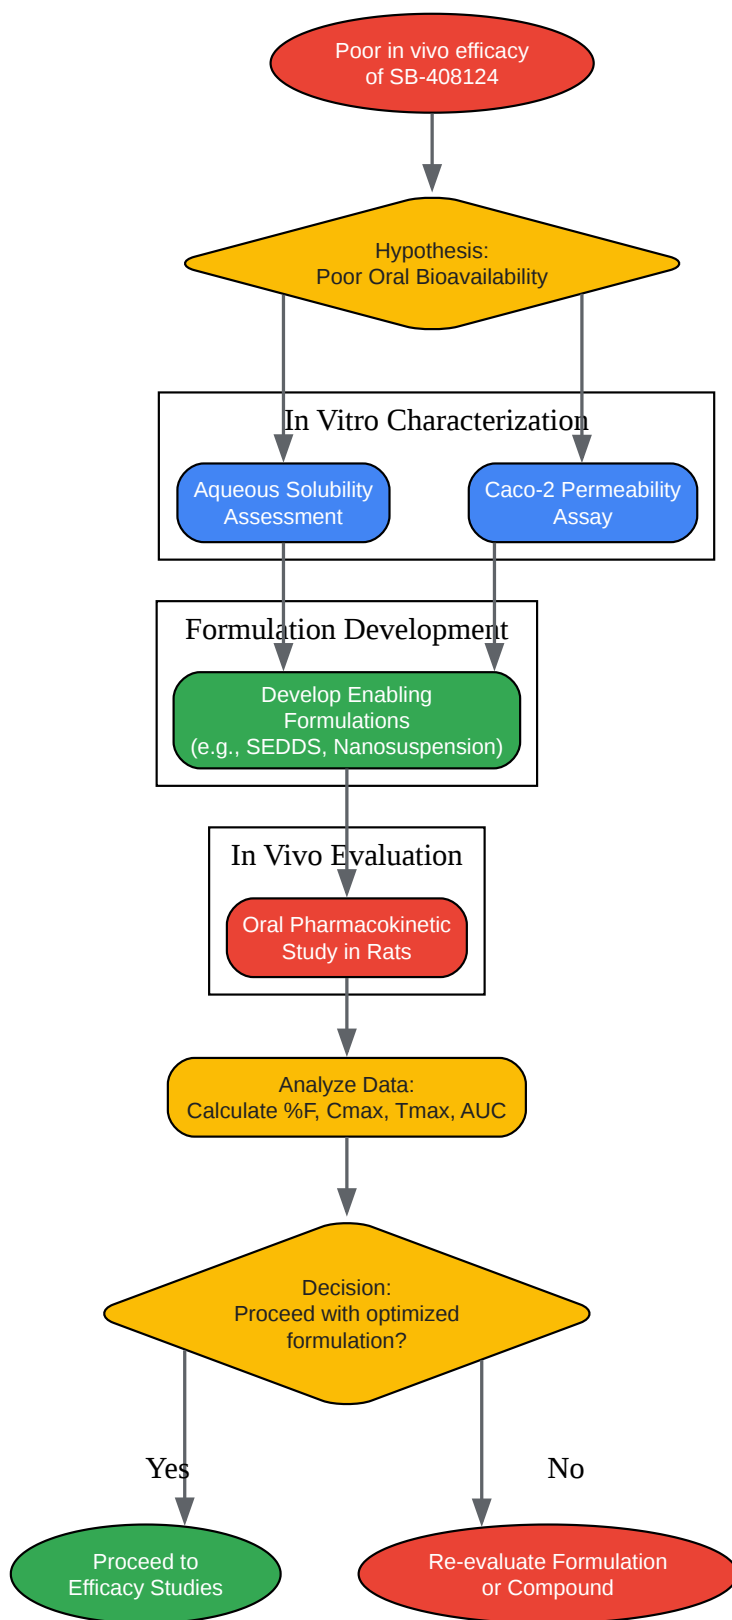 Poor in vivo efficacy
of SB-408124
Hypothesis:
Poor Oral Bioavailability
In Vitro Characterization
Aqueous Solubility
Assessment
Caco-2 Permeability
Assay
Formulation Development
Develop Enabling
Formulations
(e.g., SEDDS, Nanosuspension)
In Vivo Evaluation
Oral Pharmacokinetic
Study in Rats
Analyze Data:
Calculate %F, Cmax, Tmax, AUC
Decision:
Proceed with optimized
formulation?
Yes
No
Proceed to
Efficacy Studies
Re-evaluate Formulation
or Compound